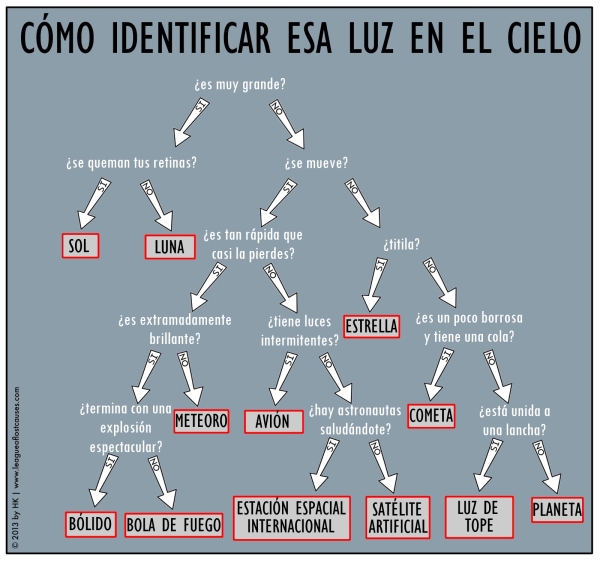 CÓMO IDENTIFICAR ESA LUZ EN EL CIELO
¿es muy grande?
SI
NO
¿se queman tus retinas?
¿se mueve?
SI
NO
SI
NO
SOL
LUNA
¿es tan rápida que
casi la pierdes?
¿titila?
SI
NO
SI
NO
¿es extramadamente
brillante?
¿tiene luces
intermitentes?
ESTRELLA
¿es un poco borrosa
y tiene una cola?
SI
NO
SI
NO
SI
NO
¿termina con una
explosión
espectacular?
METEORO
AVIÓN
¿hay astronautas
saludándote?
COMETA
¿está unida a
una lancha?
SI
NO
SI
NO
SI
NO
BÓLIDO
BOLA DE FUEGO
ESTACIÓN ESPACIAL
INTERNACIONAL
SATÉLITE
ARTIFICIAL
LUZ DE
TOPE
PLANETA
© 2013 by HK | www.leagueoflostcauses.com